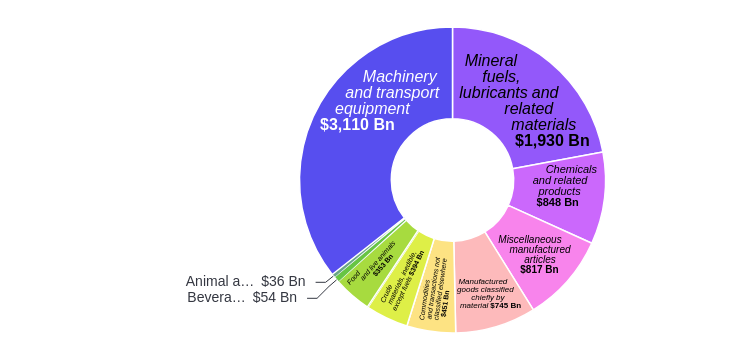 Machinery
and transport
equipment
$3,110 Bn
Mineral
fuels,
lubricants and
related
materials
$1,930 Bn
Chemicals
and related
products
$848 Bn
Miscellaneous
manufactured
articles
$817 Bn
Manufactured
goods classified
chiefly by
material $745 Bn
Commodities
and transactions not
classified elsewhere
$451 Bn
Crude
materials, inedible,
except fuels $394 Bn
Food
and live animals
$353 Bn
Animal a… $36 Bn
Bevera… $54 Bn